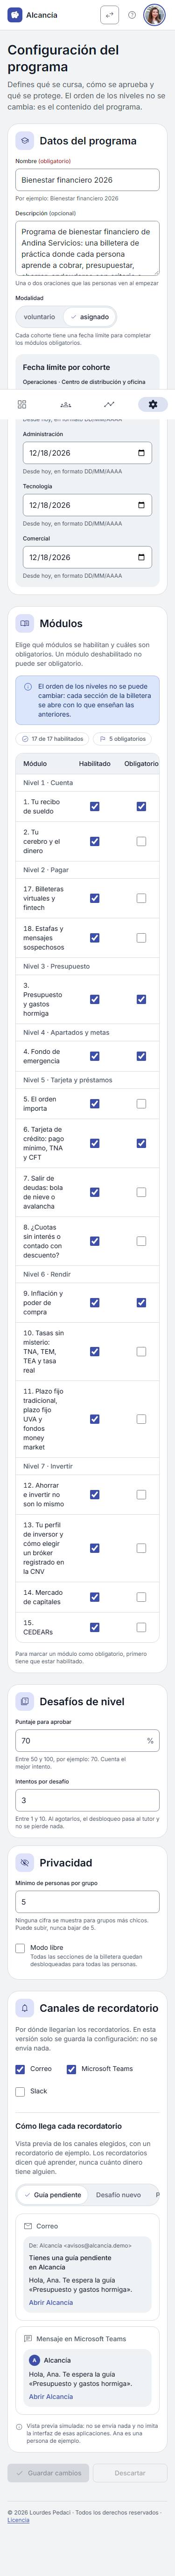 Alcancía
Configuración del
programa
Defines qué se cursa, cómo se aprueba y
qué se protege. El orden de los niveles no se
cambia: es el contenido del programa.
Datos del programa
Nombre (obligatorio)
Bienestar financiero 2026
Por ejemplo: Bienestar financiero 2026
Descripción (opcional)
Programa de bienestar financiero de
Andina Servicios: una billetera de
práctica donde cada persona
aprende a cobrar, presupuestar,
Una o dos oraciones que las personas ven al empezar
Modalidad
voluntario
asignado
Cada cohorte tiene una fecha límite para completar
los módulos obligatorios.
Fecha límite por cohorte
Operaciones · Centro de distribución y oficina
Desde hoy, en formato DD/MM/AAAA
Administración
12/18/2026
Desde hoy, en formato DD/MM/AAAA
Tecnología
12/18/2026
Desde hoy, en formato DD/MM/AAAA
Comercial
12/18/2026
Desde hoy, en formato DD/MM/AAAA
Módulos
Elige qué módulos se habilitan y cuáles son
obligatorios. Un módulo deshabilitado no
puede ser obligatorio.
El orden de los niveles no se puede
cambiar: cada sección de la billetera
se abre con lo que enseñan las
anteriores.
17 de 17 habilitados
5 obligatorios
Módulo Habilitado Obligatorio
Nivel 1 · Cuenta
1. Tu recibo
de sueldo
2. Tu
cerebro y el
dinero
Nivel 2 · Pagar
17. Billeteras
virtuales y
fintech
18. Estafas y
mensajes
sospechosos
Nivel 3 · Presupuesto
3.
Presupuesto
y gastos
hormiga
Nivel 4 · Apartados y metas
4. Fondo de
emergencia
Nivel 5 · Tarjeta y préstamos
5. El orden
importa
6. Tarjeta de
crédito: pago
mínimo, TNA
y CFT
7. Salir de
deudas: bola
de nieve o
avalancha
8. ¿Cuotas
sin interés o
contado con
descuento?
Nivel 6 · Rendir
9. Inflación y
poder de
compra
10. Tasas sin
misterio:
TNA, TEM,
TEA y tasa
real
11. Plazo fijo
tradicional,
plazo fijo
UVA y
fondos
money
market
Nivel 7 · Invertir
12. Ahorrar
e invertir no
son lo mismo
13. Tu perfil
de inversor y
cómo elegir
un bróker
registrado en
la CNV
14. Mercado
de capitales
15.
CEDEARs
Para marcar un módulo como obligatorio, primero
tiene que estar habilitado.
Desafíos de nivel
Puntaje para aprobar
70 %
Entre 50 y 100, por ejemplo: 70. Cuenta el
mejor intento.
Intentos por desafío
3
Entre 1 y 10. Al agotarlos, el desbloqueo pasa al tutor y
no se pierde nada.
Privacidad
Mínimo de personas por grupo
5
Ninguna cifra se muestra para grupos más chicos.
Puede subir, nunca bajar de 5.
Modo libre
Todas las secciones de la billetera quedan
desbloqueadas para todas las personas.
Canales de recordatorio
Por dónde llegarían los recordatorios. En esta
versión solo se guarda la configuración: no se
envía nada.
Correo
Microsoft Teams
Slack
Cómo llega cada recordatorio
Vista previa de los canales elegidos, con un
recordatorio de ejemplo. Los recordatorios
dicen qué aprender, nunca cuánto dinero
tiene alguien.
Guía pendiente
Desafío nuevo
P
Correo
De: Alcancía <avisos@alcancia.demo>
Tienes una guía pendiente
en Alcancía
Hola, Ana. Te espera la guía
«Presupuesto y gastos hormiga».
Abrir Alcancía
Mensaje en Microsoft Teams
A Alcancía
Hola, Ana. Te espera la guía
«Presupuesto y gastos hormiga».
Abrir Alcancía
Vista previa simulada: no se envía nada y no imita
la interfaz de esas aplicaciones. Ana es una
persona de ejemplo.
Guardar cambios
Descartar
© 2026 Lourdes Pedaci · Todos los derechos reservados ·
Licencia